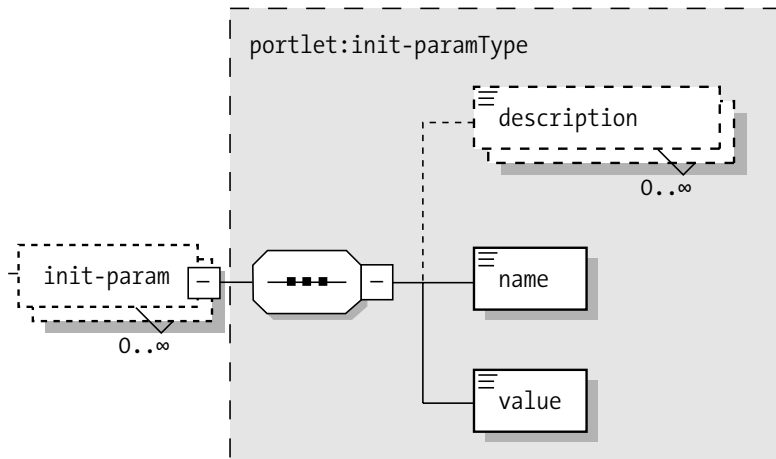 portlet:init-paramType
description
0..∞
init-param
0..∞
name
value